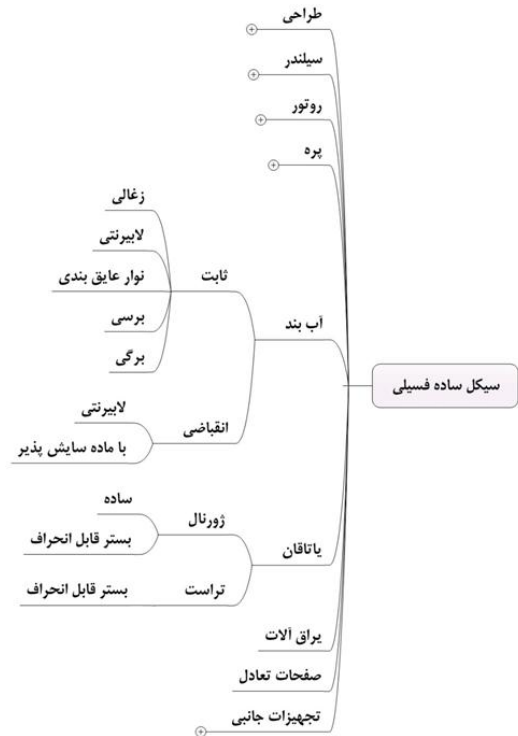 سیکل ساده فسیلی
طراحی
سیلندر
روتور
پره
آب بند
ثابت
زغالی
لابیرنتی
نوار عایق بندی
برسی
برگی
انقباضی
لابیرنتی
با ماده سایش پذیر
یاتاقان
ژورنال
ساده
بستر قابل انحراف
تراست
بستر قابل انحراف
یراق آلات
صفحات تعادل
تجهیزات جانبی